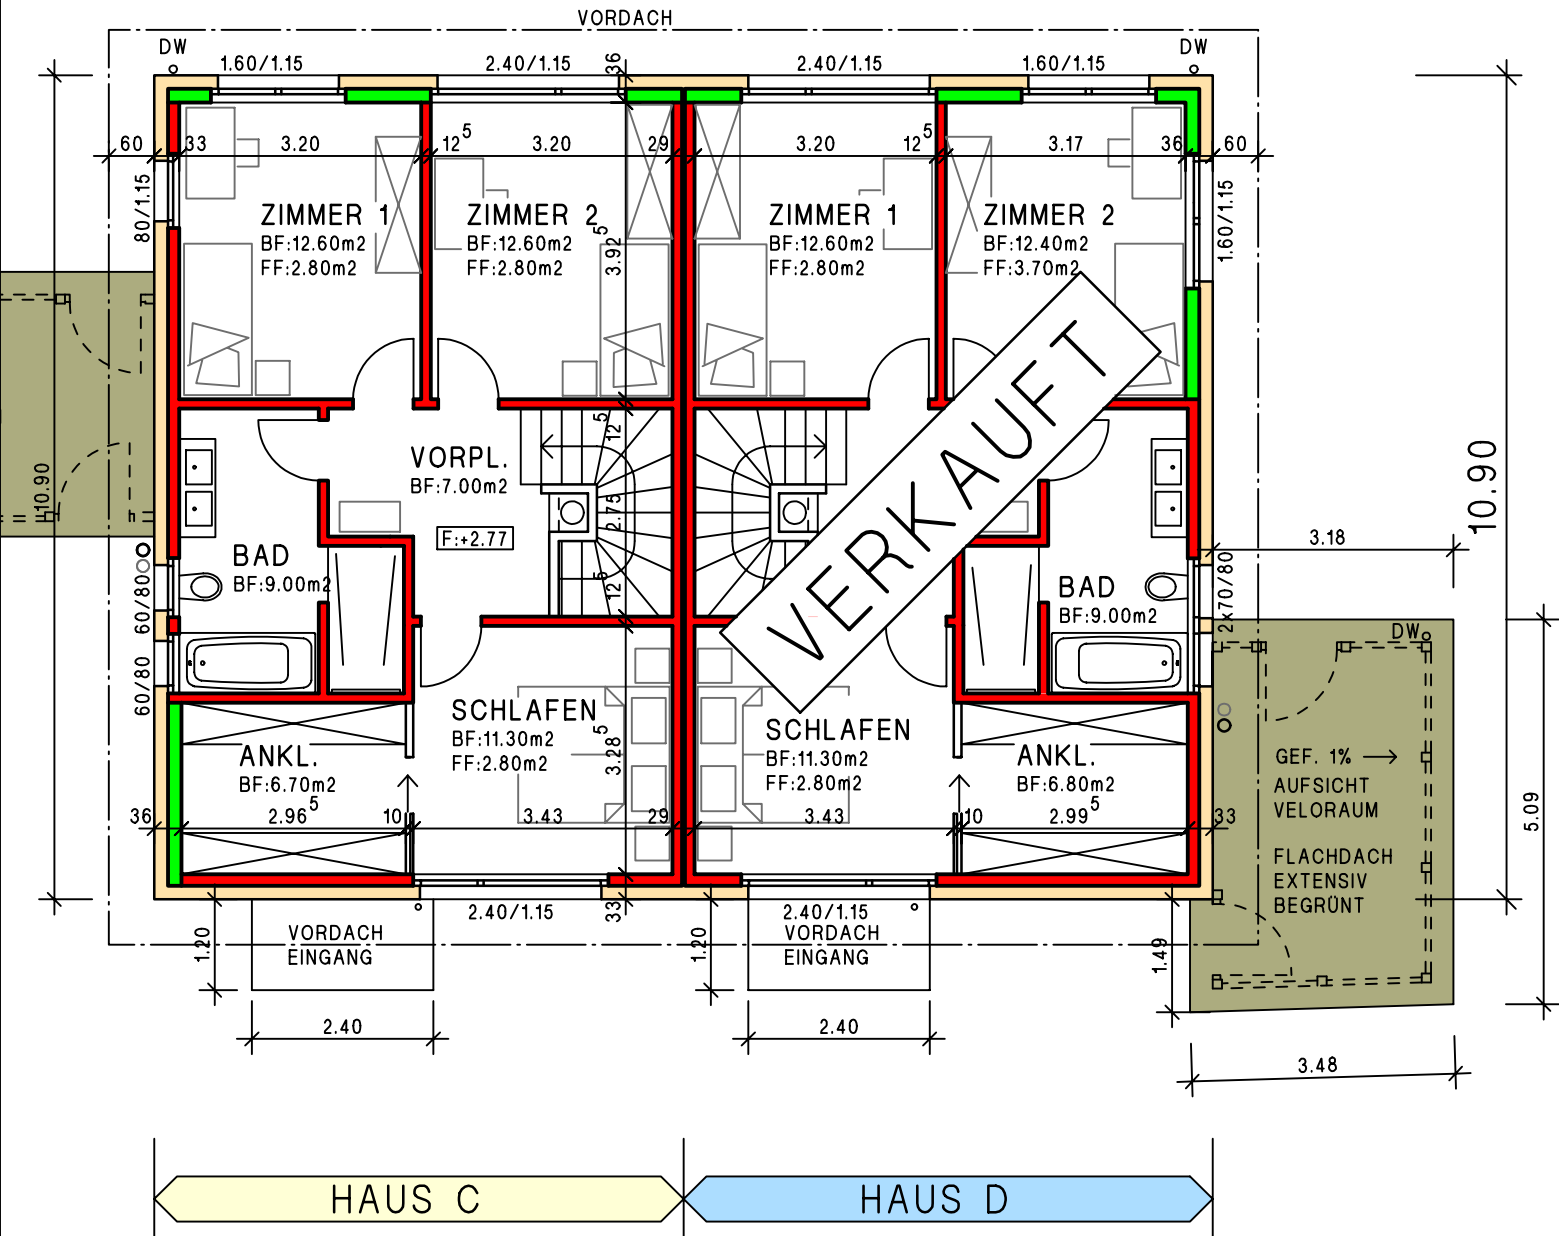 VORDACH
DW
DW
1.60/1.15
2.40/1.15
36
2.40/1.15
1.60/1.15
60
33
3.20
12⁵
3.20
29
3.20
12⁵
3.17
36
60
80/1.15
1.60/1.15
ZIMMER 1
BF:12.60m2
FF:2.80m2
ZIMMER 2
BF:12.60m2
FF:2.80m2
3.92⁵
ZIMMER 1
BF:12.60m2
FF:2.80m2
ZIMMER 2
BF:12.40m2
FF:3.70m2
VERKAUFT
10.90
VORPL.
BF:7.00m2
F:+2.77
12⁵
2.75
12⁵
10.90
3.18
BAD
BF:9.00m2
BAD
BF:9.00m2
60/80
60/80
2x70/80
DW
SCHLAFEN
BF:11.30m2
FF:2.80m2
3.28⁵
SCHLAFEN
BF:11.30m2
FF:2.80m2
ANKL.
BF:6.70m2
ANKL.
BF:6.80m2
GEF. 1%
AUFSICHT
VELORAUM
FLACHDACH
EXTENSIV
BEGRÜNT
5.09
36
2.96⁵
10
3.43
29
3.43
10
2.99⁵
33
2.40/1.15
33
2.40/1.15
1.20
VORDACH
EINGANG
1.20
VORDACH
EINGANG
1.49
2.40
2.40
3.48
HAUS C
HAUS D